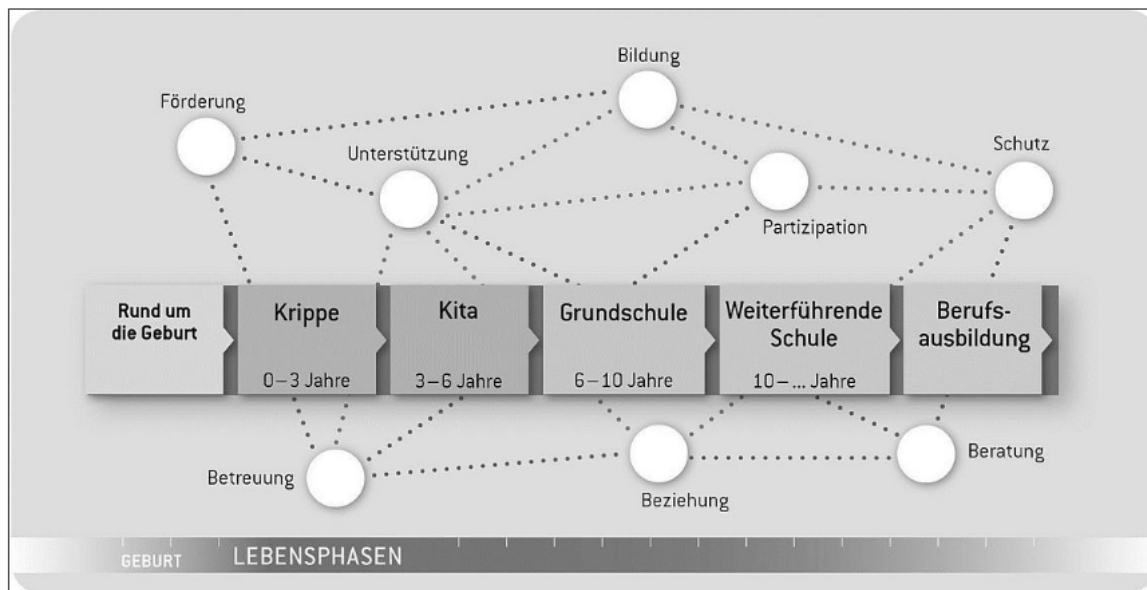 Bildung
Förderung
Unterstützung
Schutz
Partizipation
Rund um
die Geburt
Krippe
0–3 Jahre
Kita
3–6 Jahre
Grundschule
6–10 Jahre
Weiterführende
Schule
10–... Jahre
Berufs-
ausbildung
Betreuung
Beziehung
Beratung
GEBURT
LEBENSPHASEN